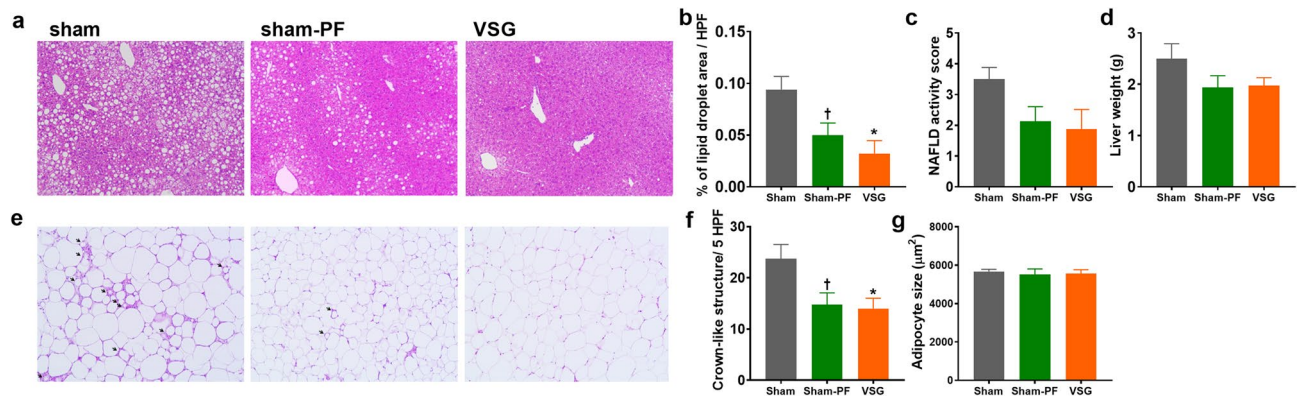 a
sham
sham-PF
VSG
b
% of lipid droplet area / HPF
0.15
0.10
0.05
0.00
†
*
Sham
Sham-PF
VSG
c
NAFLD activity score
6
5
4
3
2
1
0
Sham
Sham-PF
VSG
d
Liver weight (g)
3
2
1
0
Sham
Sham-PF
VSG
e
f
Crown-like structure/ 5 HPF
30
20
10
0
†
*
Sham
Sham-PF
VSG
g
Adipocyte size (μm²)
8000
6000
4000
2000
0
Sham
Sham-PF
VSG